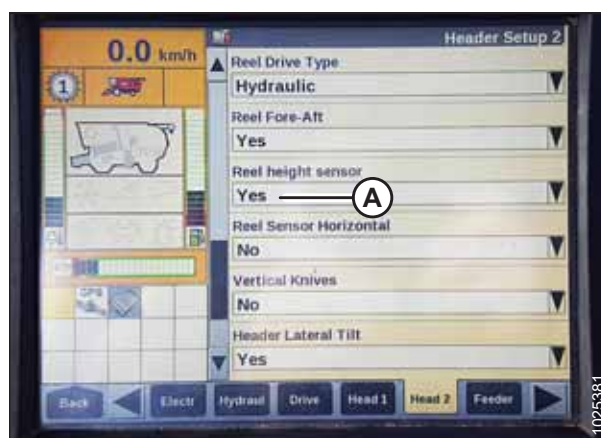 0.0 km/h
Header Setup 2
1
Reel Drive Type
Hydraulic
Reel Fore-Aft
Yes
Reel height sensor
Yes
A
Reel Sensor Horizontal
No
Vertical Knives
No
Header Lateral Tilt
Yes
Back
Electr
Hydraul
Drive
Head 1
Head 2
Feeder
1025381